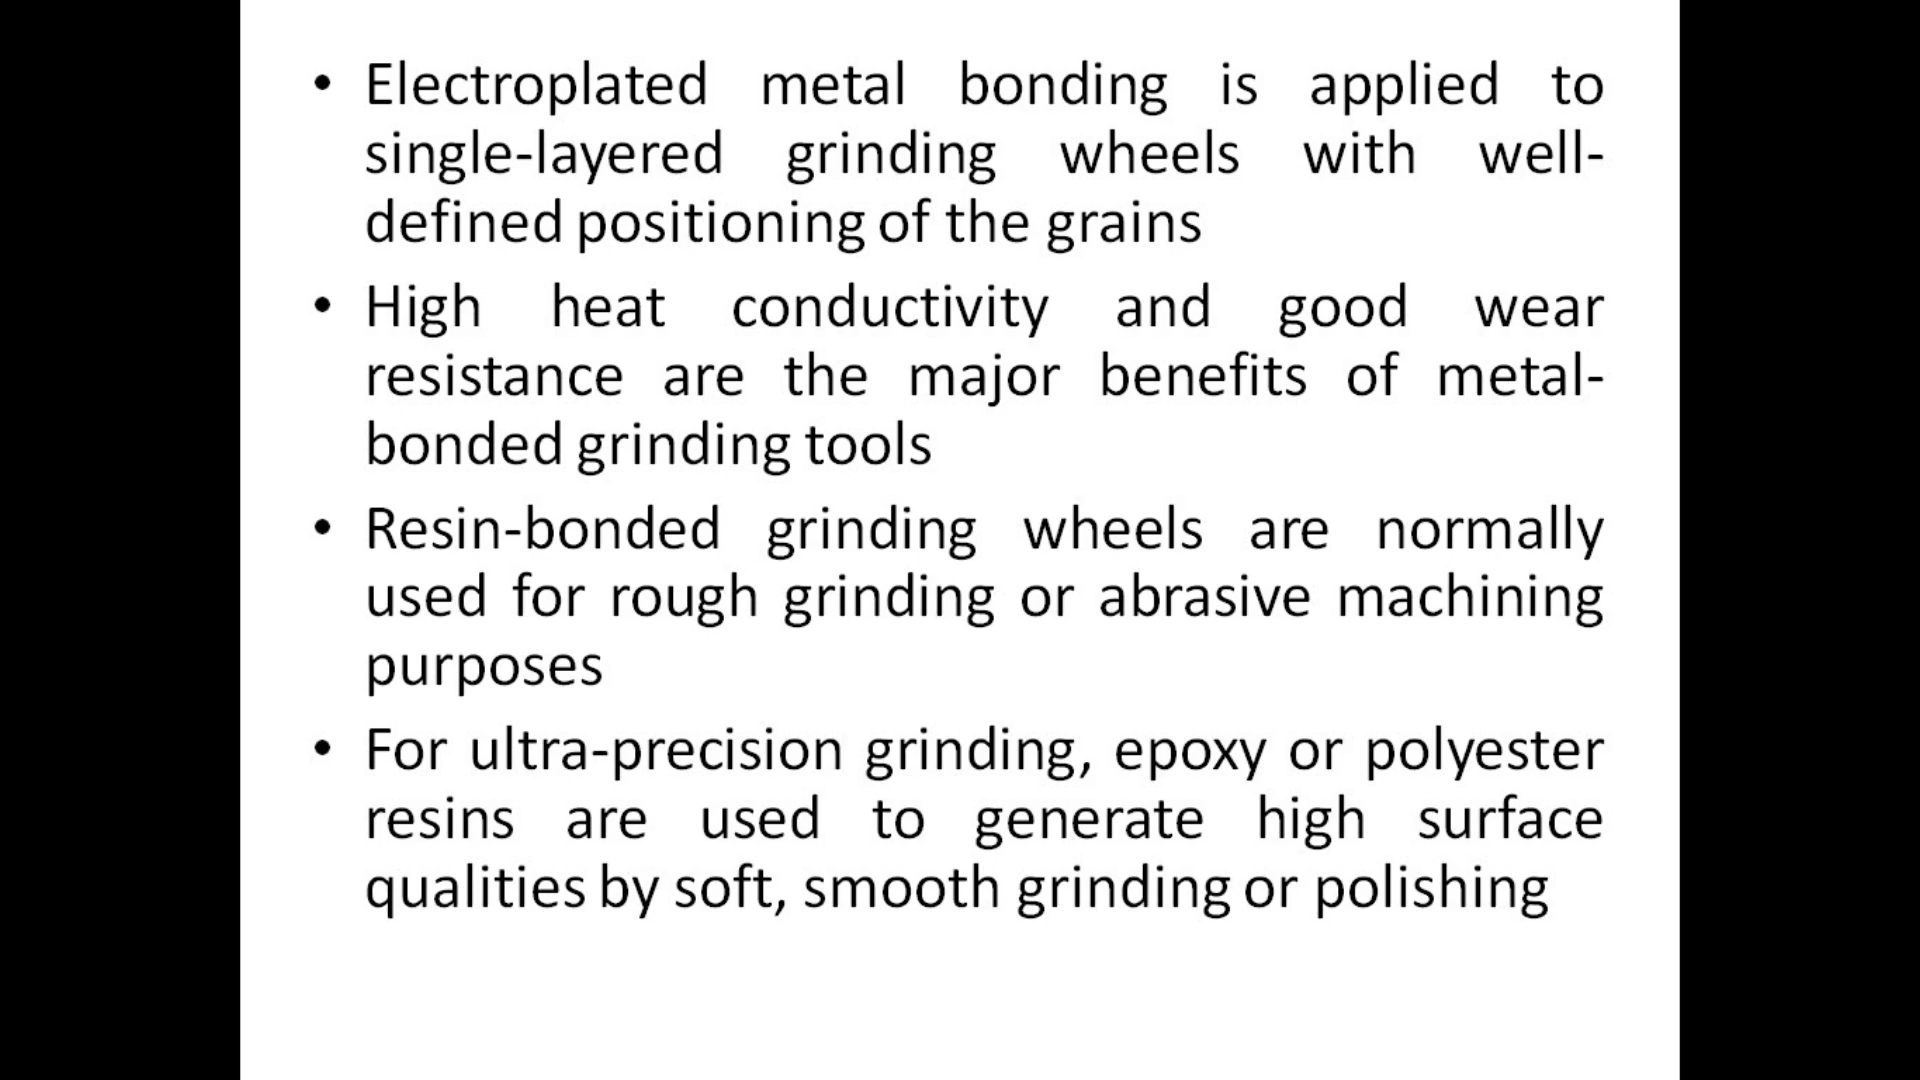 • Electroplated metal bonding is applied to
single-layered grinding wheels with well-
defined positioning of the grains
• High heat conductivity and good wear
resistance are the major benefits of metal-
bonded grinding tools
• Resin-bonded grinding wheels are normally
used for rough grinding or abrasive machining
purposes
• For ultra-precision grinding, epoxy or polyester
resins are used to generate high surface
qualities by soft, smooth grinding or polishing